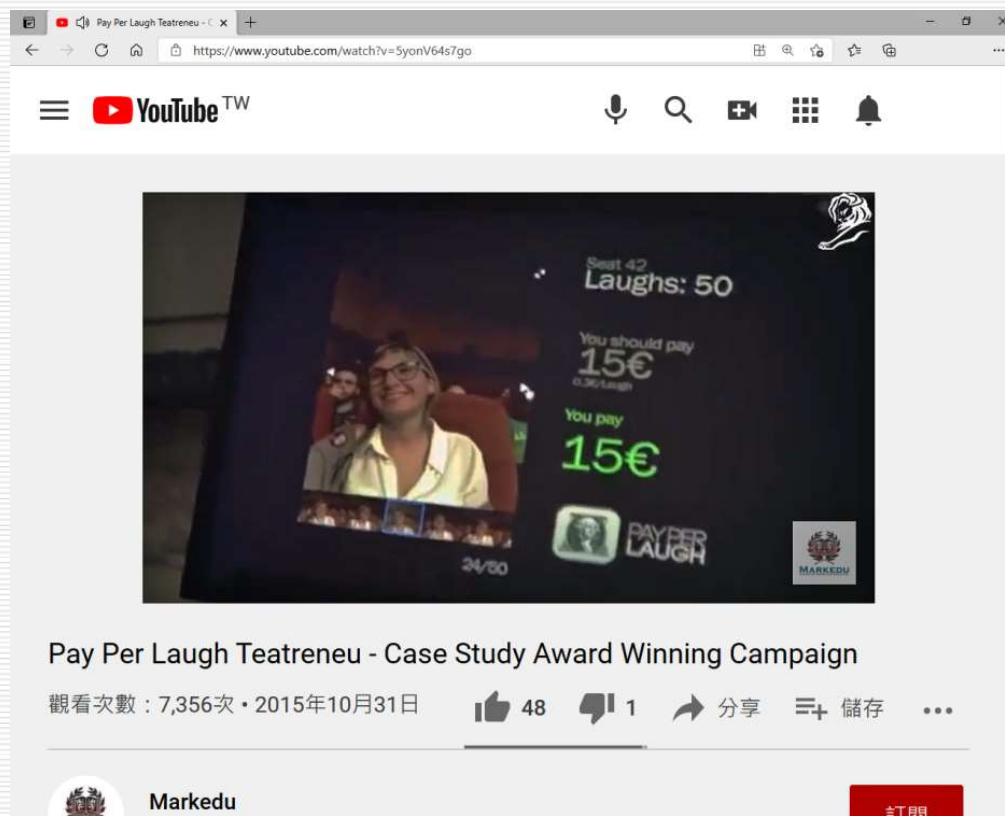 Pay Per Laugh Teatreneu - C
https://www.youtube.com/watch?v=5yonV64s7go
YouTube TW
Seat 42
Laughs: 50
You should pay
15€
0.3€/Laugh
You pay
15€
PAY PER
LAUGH
24/50
MARKEDU
Pay Per Laugh Teatreneu - Case Study Award Winning Campaign
觀看次數：7,356次 • 2015年10月31日 48 1 分享 儲存
Markedu
訂閱